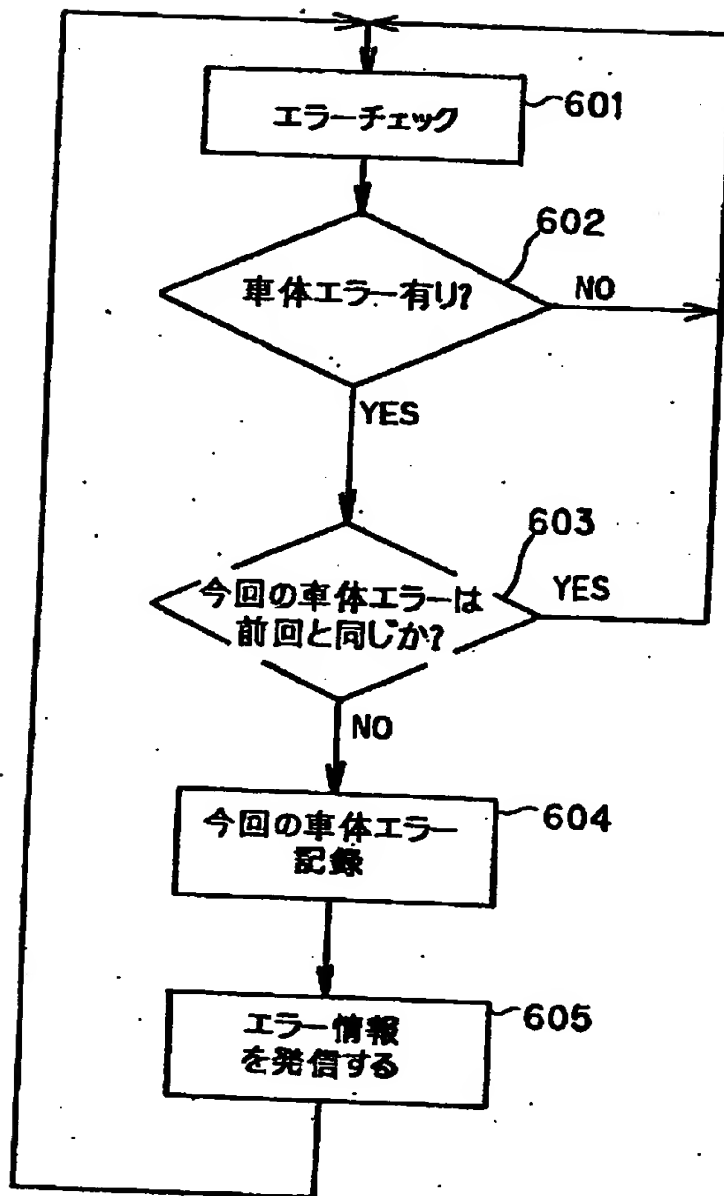 エラーチェック
601
602
車体エラー有り?
NO
YES
603
今回の車体エラーは
前回と同じか?
YES
NO
今回の車体エラー
記録
604
エラー情報
を発信する
605